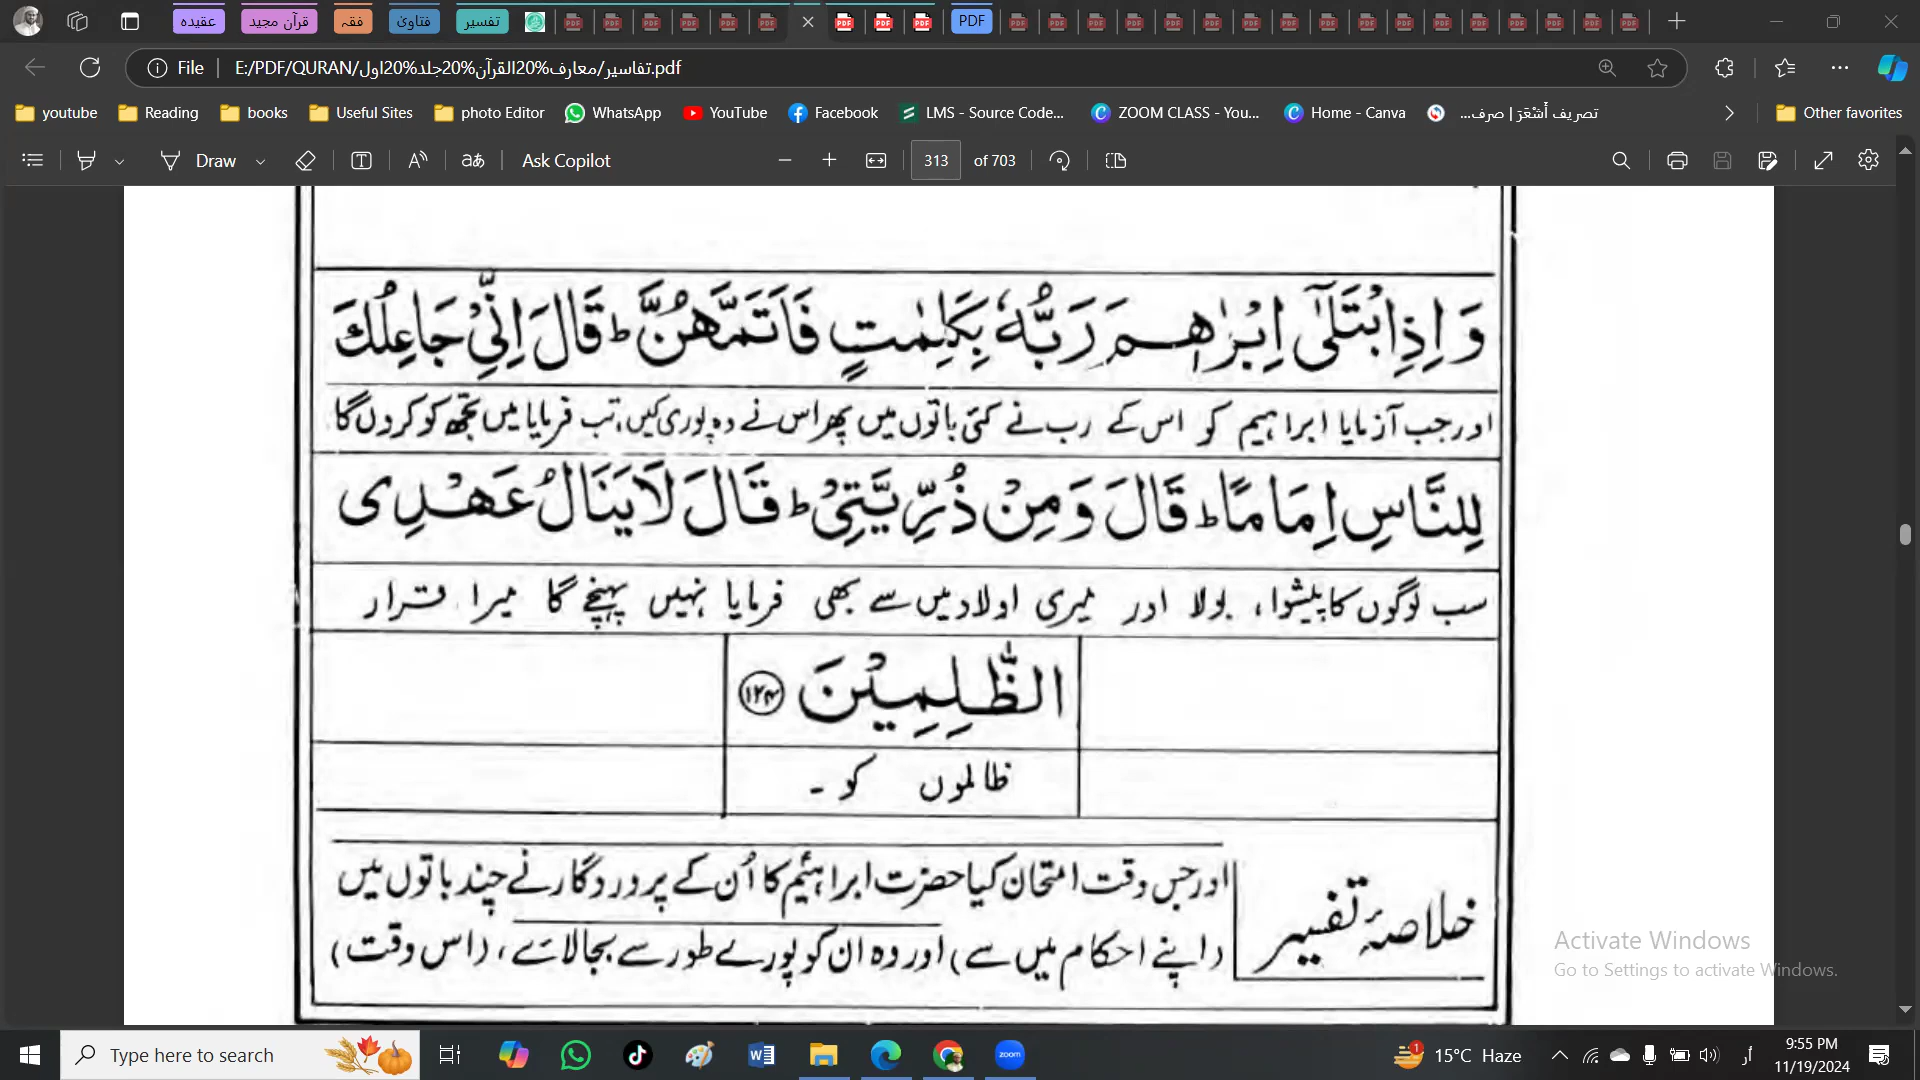 عقیدہ
قرآن مجید
فقہ
فتاویٰ
تفسیر
PDF
File
E:/PDF/QURAN/تفاسیر/معارف%20القرآن%20جلد%20اول.pdf
youtube
Reading
books
Useful Sites
photo Editor
WhatsApp
YouTube
Facebook
LMS - Source Code...
ZOOM CLASS - You...
Home - Canva
تصريف أَشْعَرَ | صرف...
Other favorites
Draw
Ask Copilot
313 of 703
وَاِذِ ابْتَلٰٓى اِبْرٰهٖمَ رَبُّهٗ بِكَلِمٰتٍ فَاَتَمَّهُنَّ ؕ قَالَ اِنِّیْ جَاعِلُكَ
اور جب آزمایا ابراہیم کو اس کے رب نے کئی باتوں میں پھر اس نے وہ پوری کیں، تب فرمایا میں تجھ کو کردں گا
لِلنَّاسِ اِمَامًا ؕ قَالَ وَمِنْ ذُرِّیَّتِیْ ؕ قَالَ لَا یَنَالُ عَهْدِی
سب لوگوں کا پیشوا، بولا اور میری اولاد میں سے بھی فرمایا نہیں پہنچے گا میرا قرار
الظّٰلِمِیْنَ ۱۲۴
ظالموں کو ۔
خلاصۂ تفسیر
اور جس وقت امتحان کیا حضرت ابراہیمؑ کا اُن کے پروردگار نے چند باتوں میں
(اپنے احکام میں سے) اور وہ ان کو پورے طور سے بجا لائے، (اس وقت)
Activate Windows
Go to Settings to activate Windows.
Type here to search
zoom
1
15°C Haze
أر
9:55 PM
11/19/2024